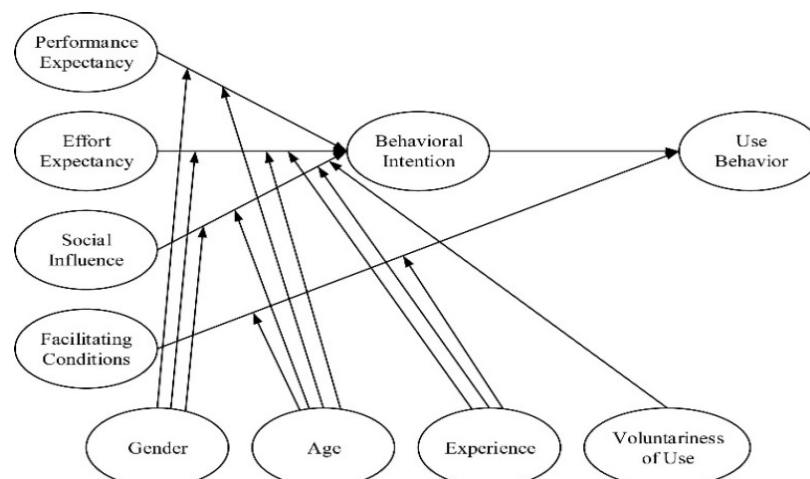 Performance
Expectancy
Effort
Expectancy
Behavioral
Intention
Use
Behavior
Social
Influence
Facilitating
Conditions
Gender
Age
Experience
Voluntariness
of Use